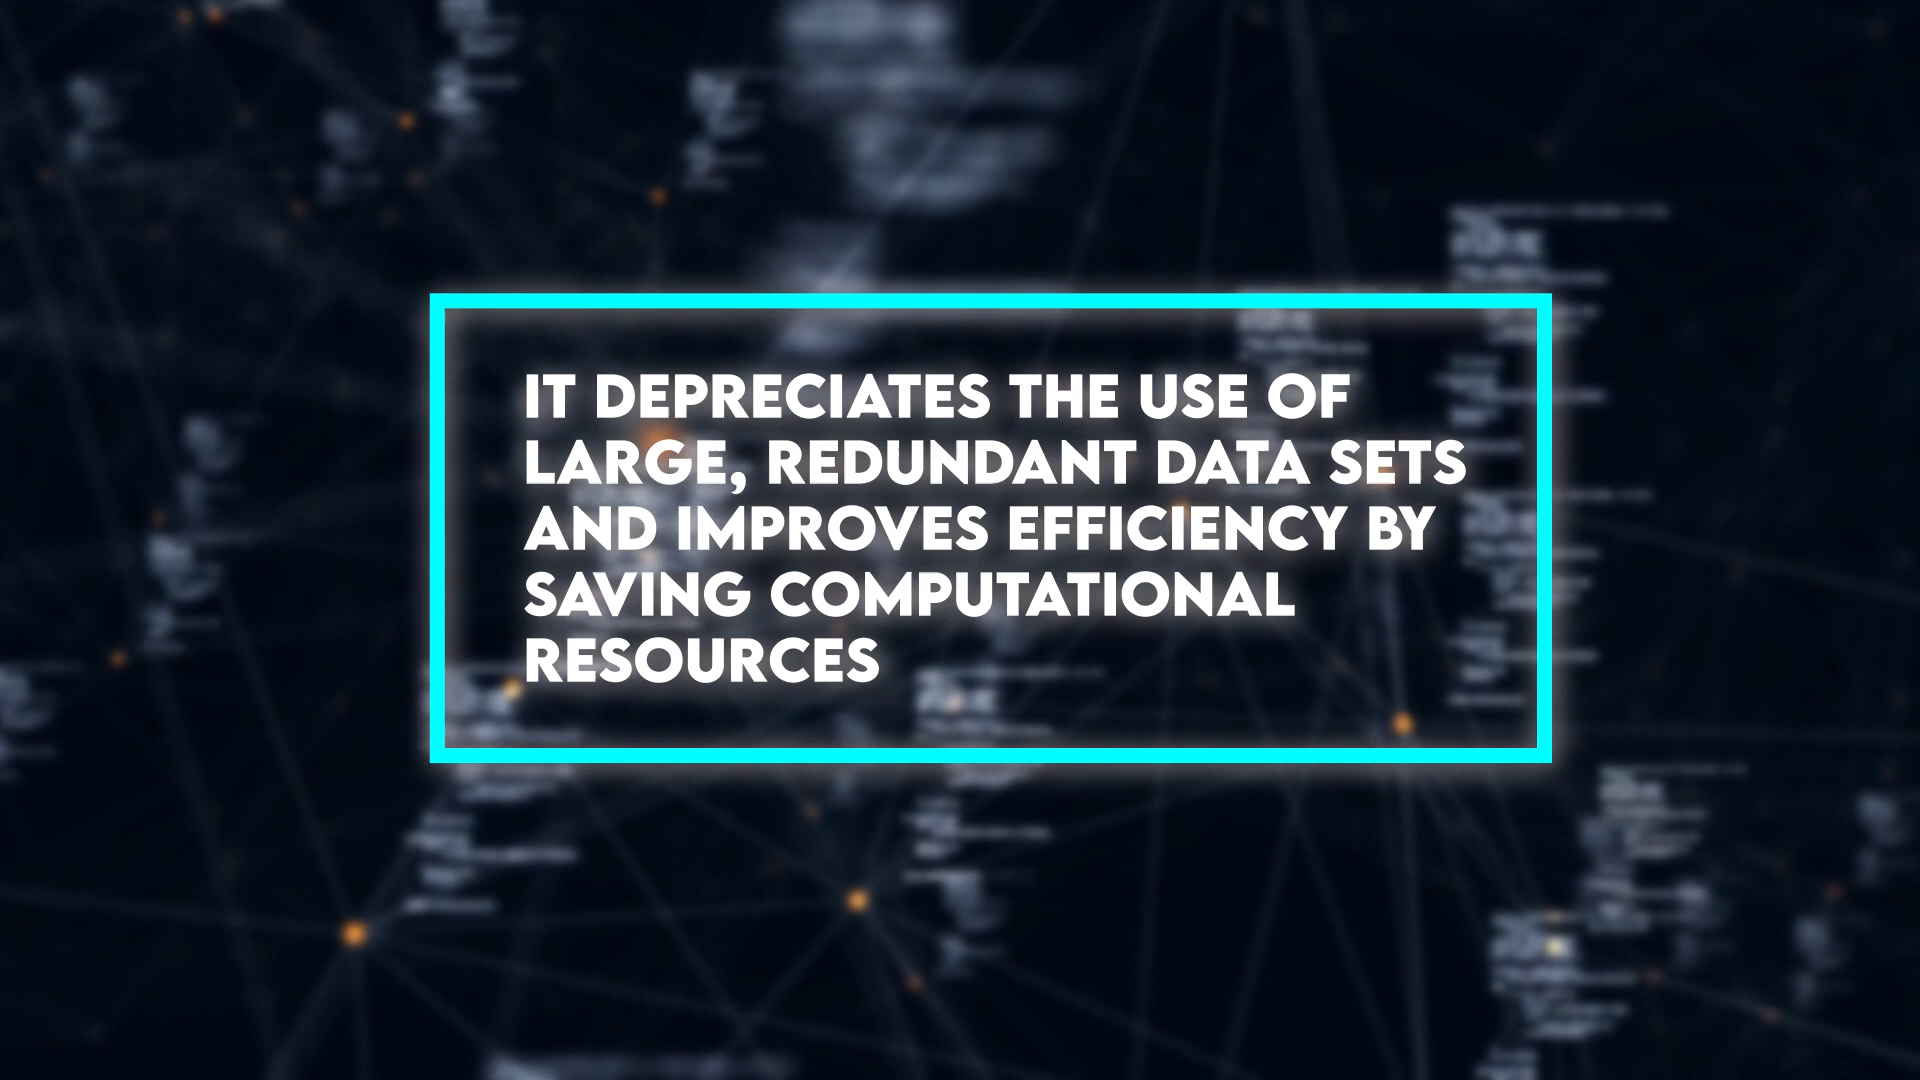 IT DEPRECIATES THE USE OF
LARGE, REDUNDANT DATA SETS
AND IMPROVES EFFICIENCY BY
SAVING COMPUTATIONAL
RESOURCES